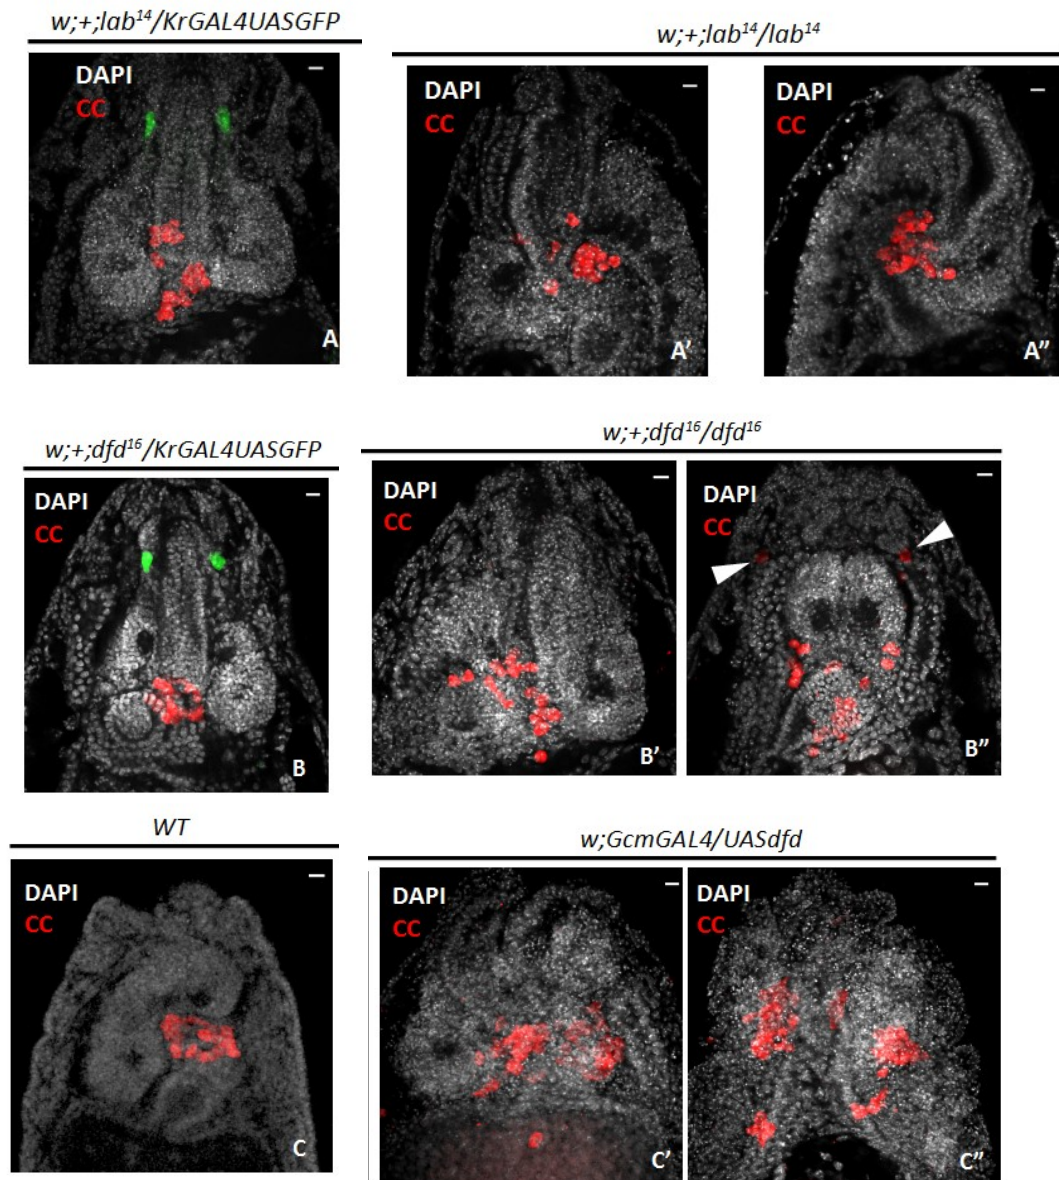 w;+;lab¹⁴/KrGAL4UASGFP
w;+;lab¹⁴/lab¹⁴
DAPI
CC
A
DAPI
CC
A'
DAPI
CC
A''
w;+;dfd¹⁶/KrGAL4UASGFP
w;+;dfd¹⁶/dfd¹⁶
DAPI
CC
B
DAPI
CC
B'
DAPI
CC
B''
WT
w;GcmGAL4/UASdfd
DAPI
CC
C
DAPI
CC
C'
DAPI
CC
C''